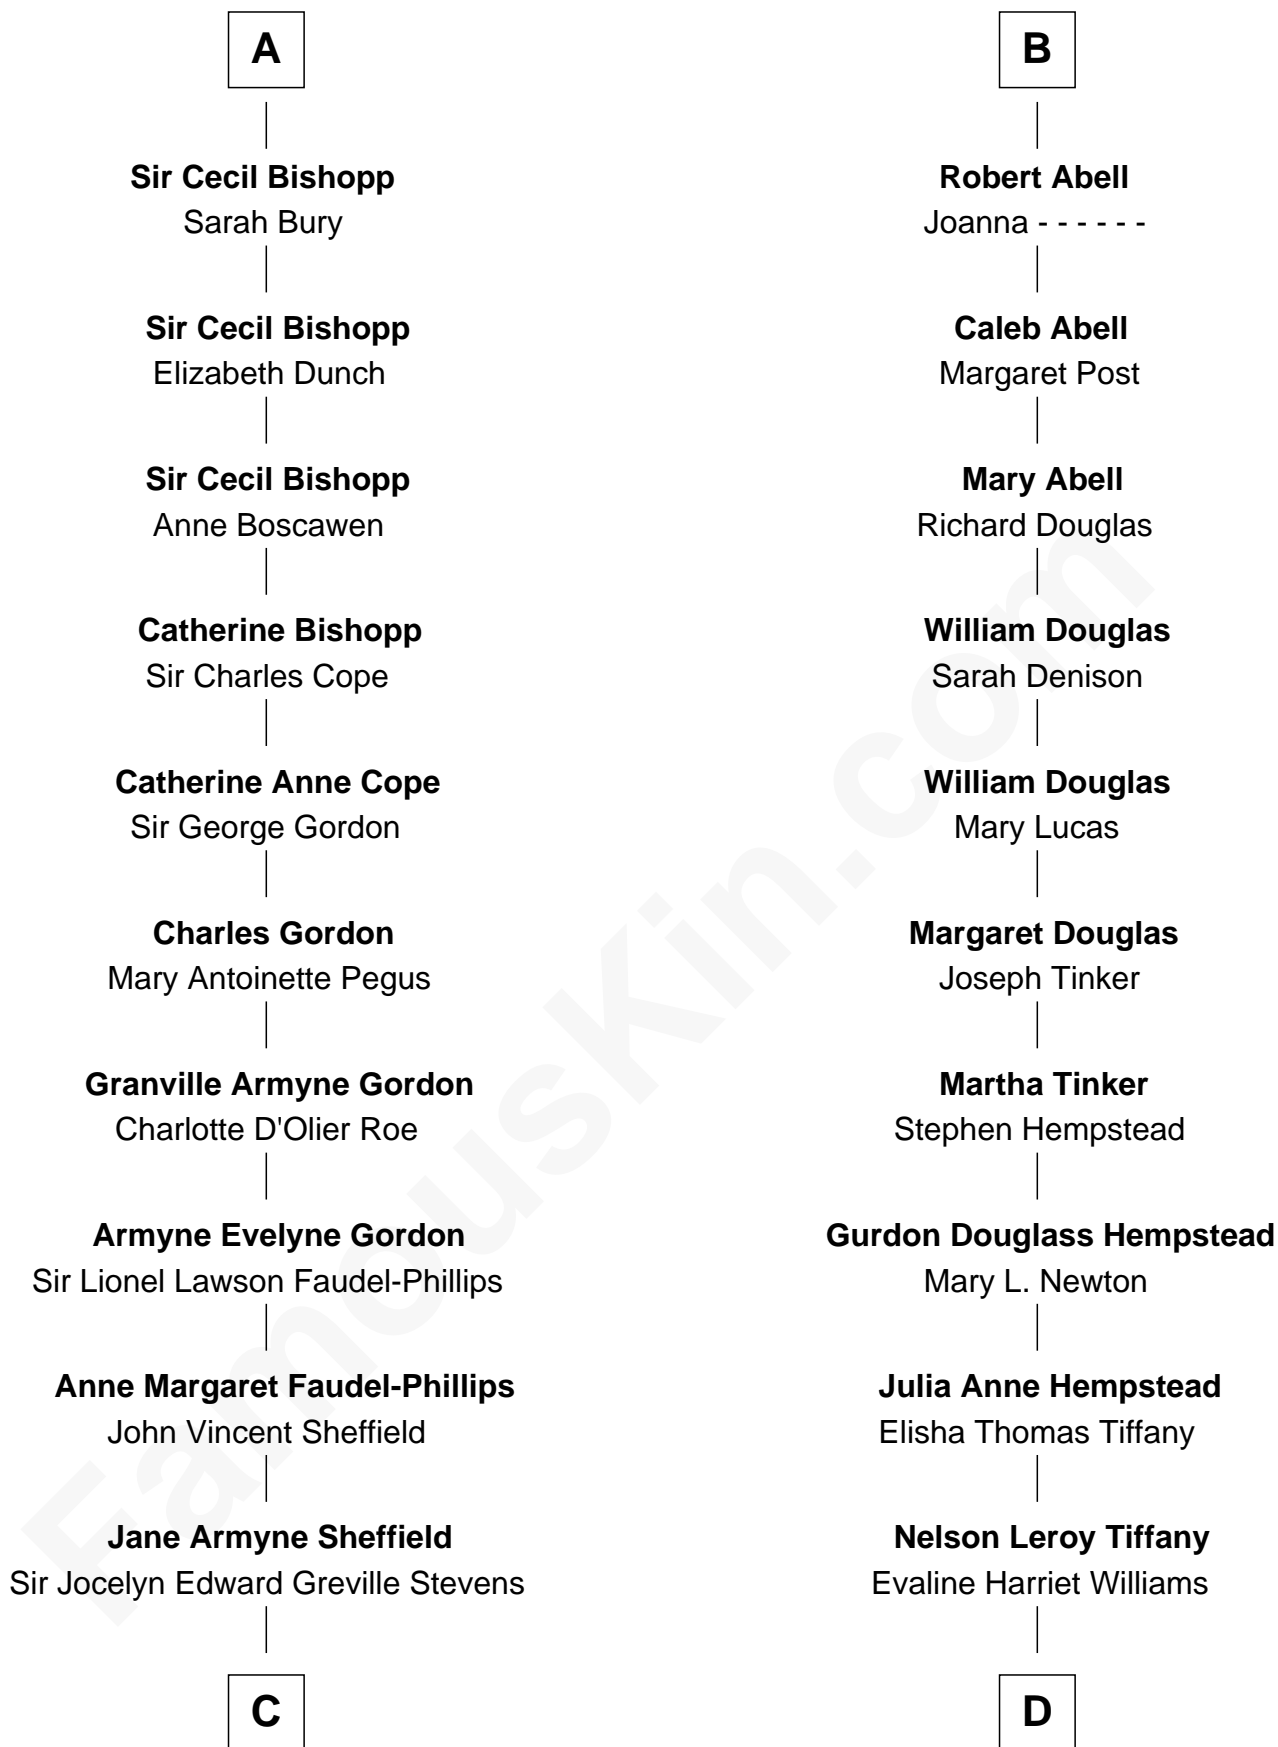 A
Sir Cecil Bishopp
Sarah Bury
Sir Cecil Bishopp
Elizabeth Dunch
Sir Cecil Bishopp
Anne Boscawen
Catherine Bishopp
Sir Charles Cope
Catherine Anne Cope
Sir George Gordon
Charles Gordon
Mary Antoinette Pegus
Granville Armyne Gordon
Charlotte D'Olier Roe
Armyne Evelyne Gordon
Sir Lionel Lawson Faudel-Phillips
Anne Margaret Faudel-Phillips
John Vincent Sheffield
Jane Armyne Sheffield
Sir Jocelyn Edward Greville Stevens
C
B
Robert Abell
Joanna - - - - - -
Caleb Abell
Margaret Post
Mary Abell
Richard Douglas
William Douglas
Sarah Denison
William Douglas
Mary Lucas
Margaret Douglas
Joseph Tinker
Martha Tinker
Stephen Hempstead
Gurdon Douglass Hempstead
Mary L. Newton
Julia Anne Hempstead
Elisha Thomas Tiffany
Nelson Leroy Tiffany
Evaline Harriet Williams
D
FamousKin.com